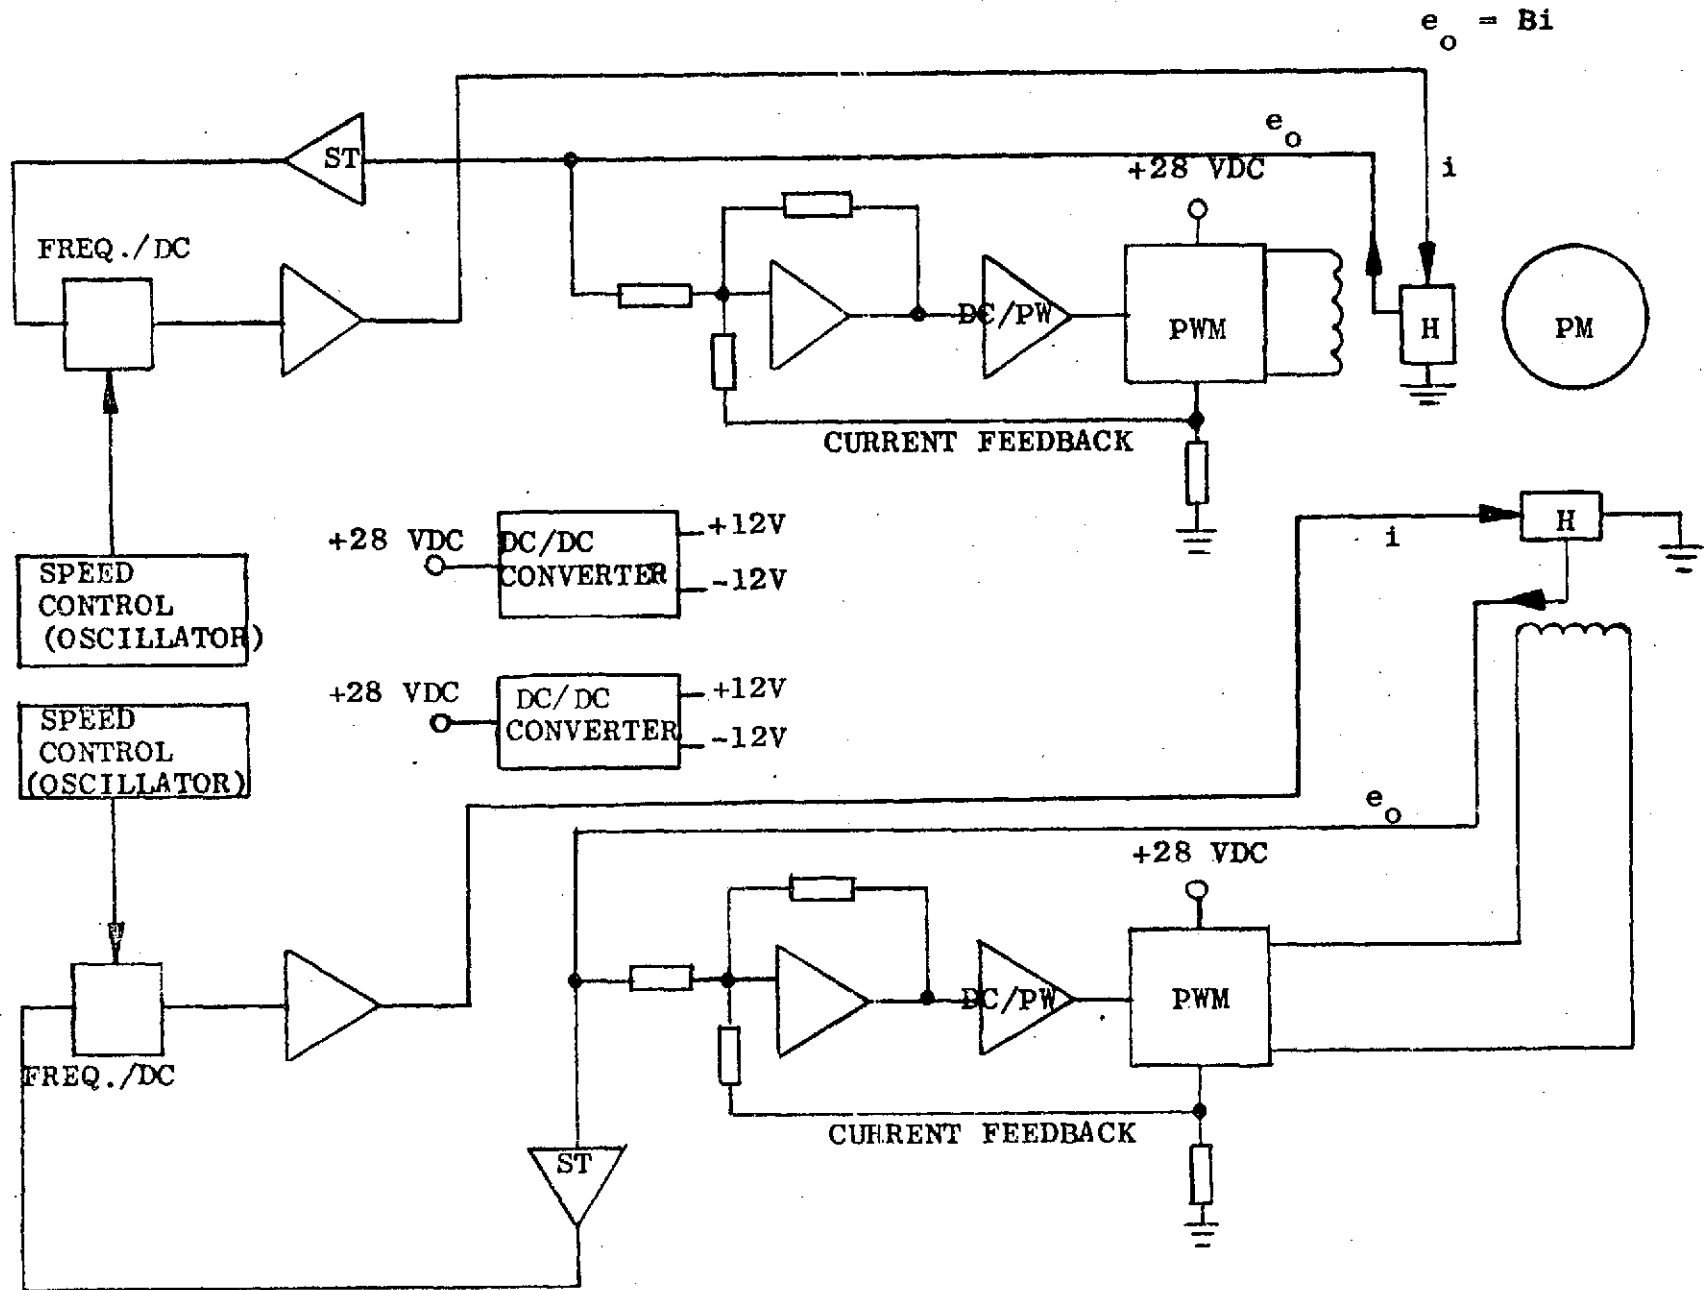 e_o = Bi
e_o
ST
+28 VDC
i
FREQ./DC
DC/PW
PWM
H
PM
CURRENT FEEDBACK
+28 VDC
DC/DC
CONVERTER
+12V
-12V
i
H
SPEED
CONTROL
(OSCILLATOR)
+28 VDC
DC/DC
CONVERTER
+12V
-12V
SPEED
CONTROL
(OSCILLATOR)
e_o
+28 VDC
DC/PW
PWM
FREQ./DC
CURRENT FEEDBACK
ST